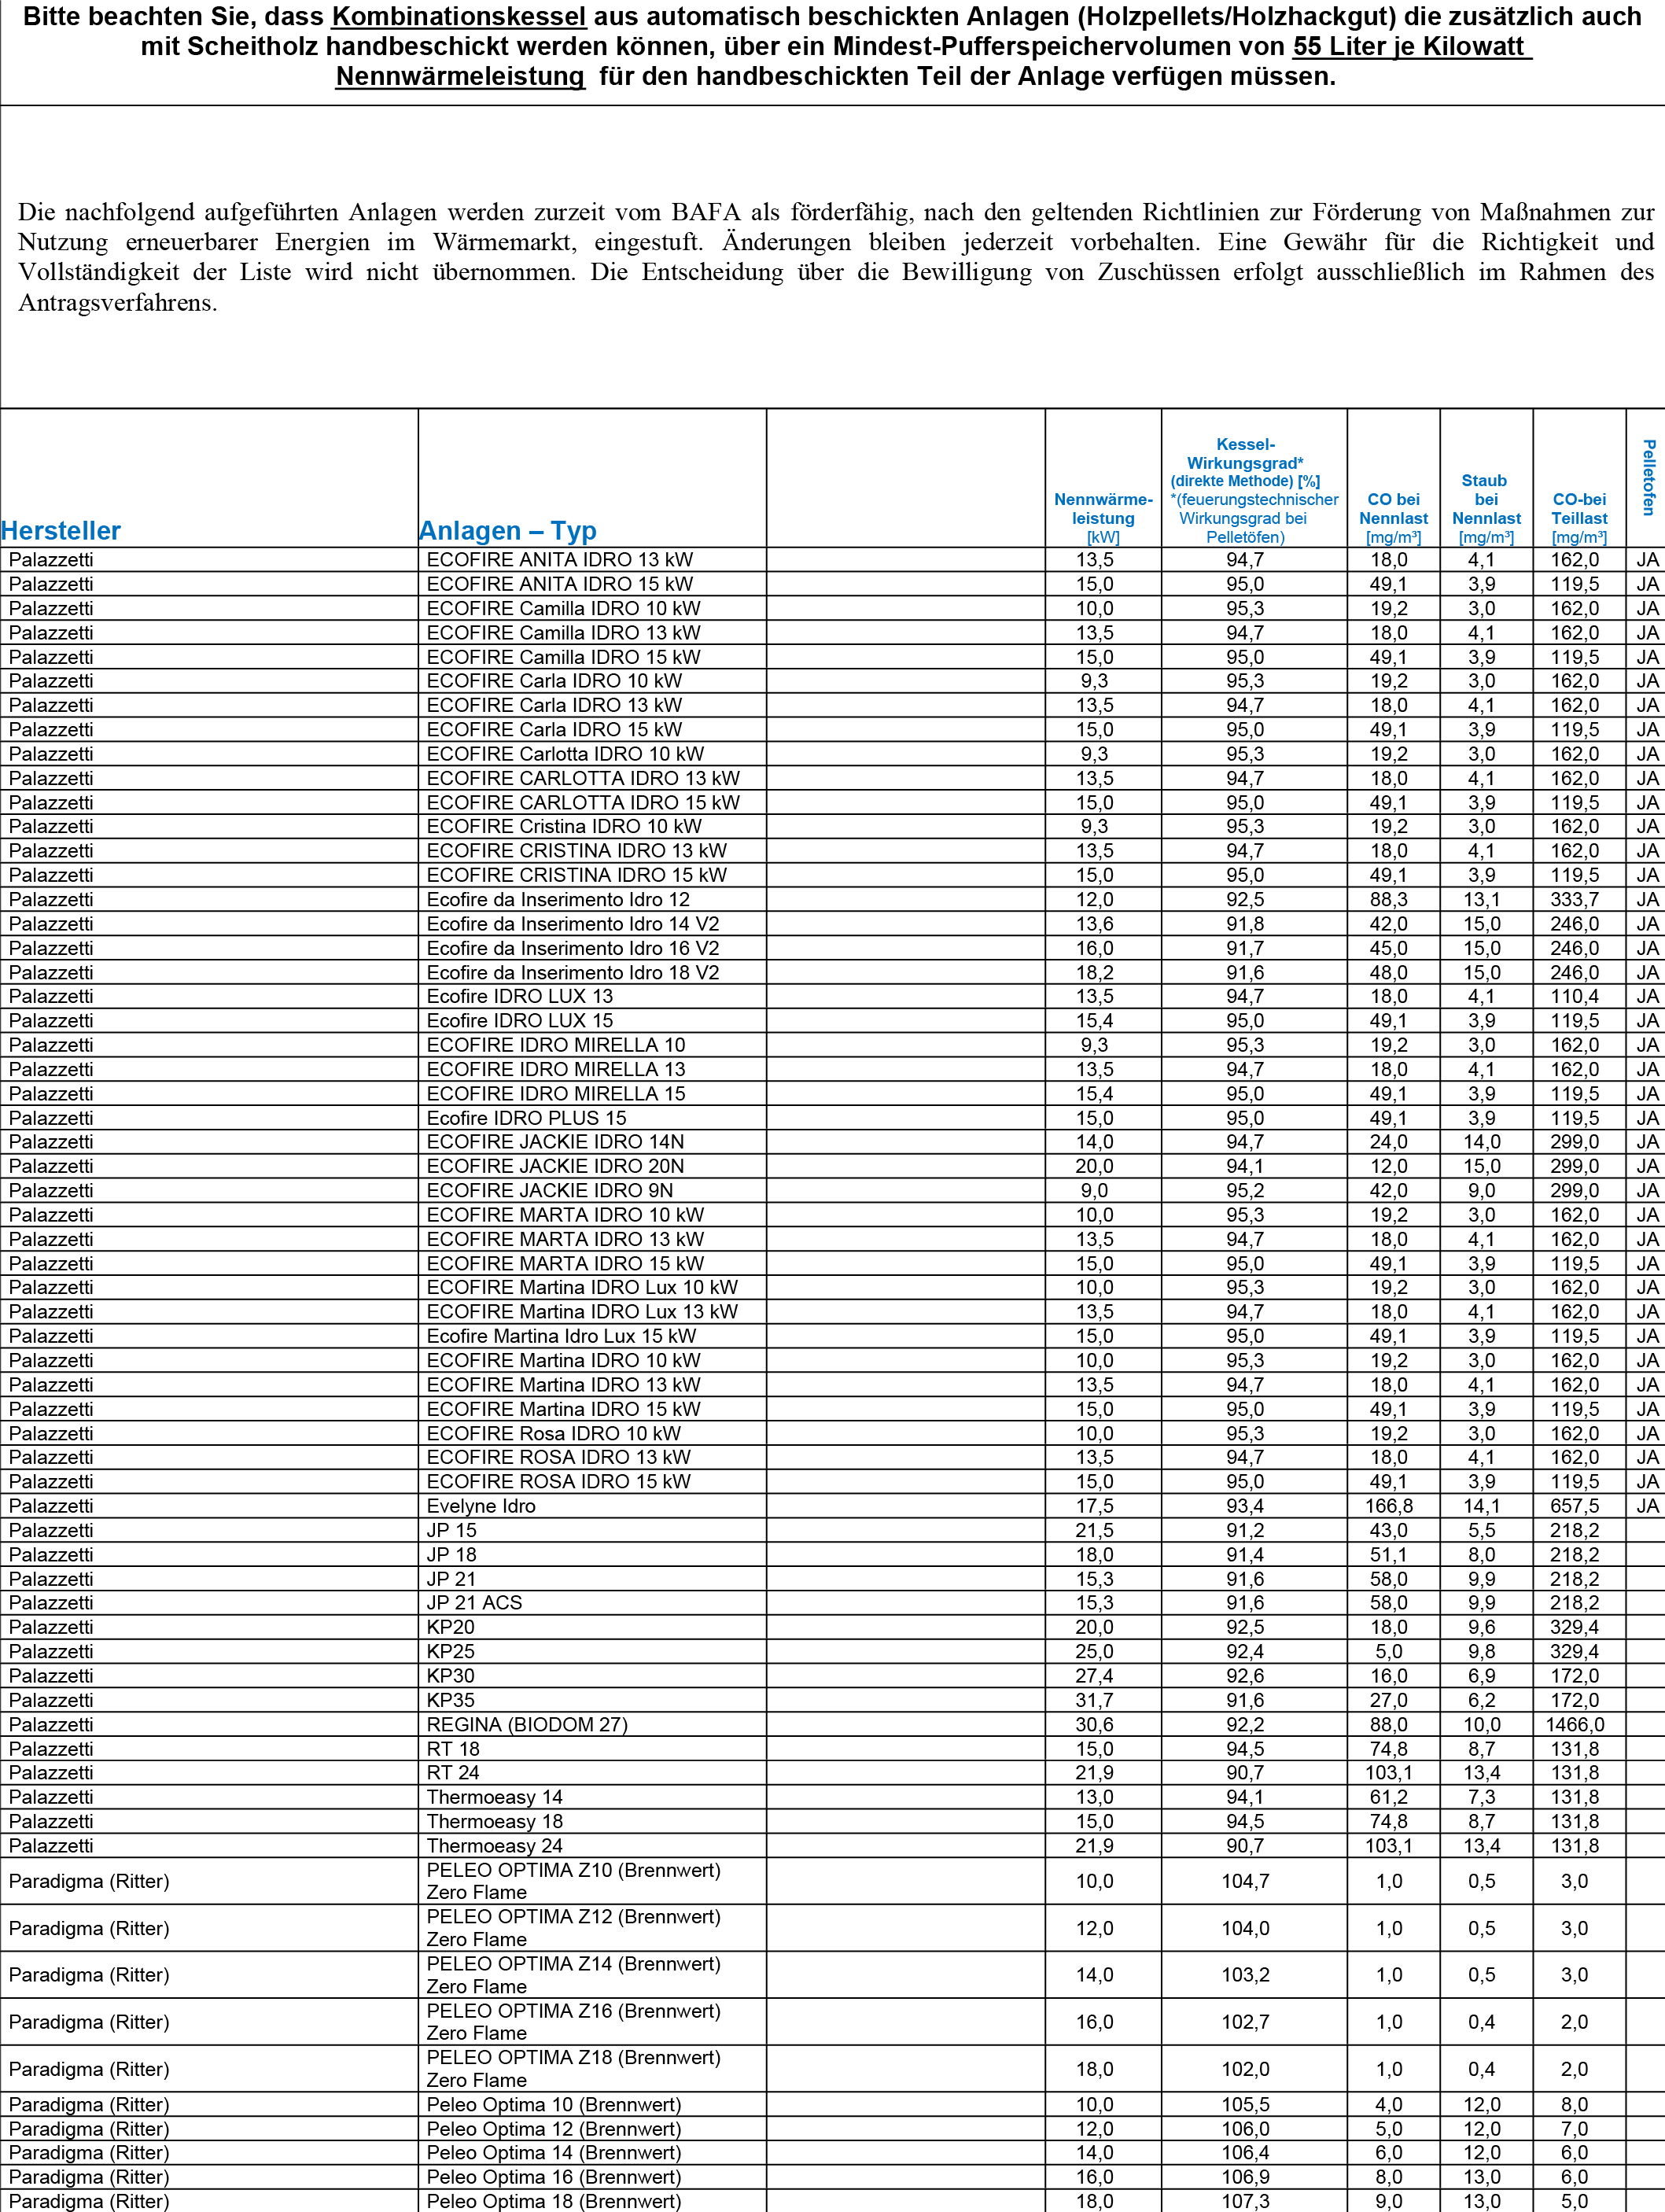 Bitte beachten Sie, dass Kombinationskessel aus automatisch beschickten Anlagen (Holzpellets/Holzhackgut) die zusätzlich auch
mit Scheitholz handbeschickt werden können, über ein Mindest-Pufferspeichervolumen von 55 Liter je Kilowatt
Nennwärmeleistung für den handbeschickten Teil der Anlage verfügen müssen.
Die nachfolgend aufgeführten Anlagen werden zurzeit vom BAFA als förderfähig, nach den geltenden Richtlinien zur Förderung von Maßnahmen zur
Nutzung erneuerbarer Energien im Wärmemarkt, eingestuft. Änderungen bleiben jederzeit vorbehalten. Eine Gewähr für die Richtigkeit und
Vollständigkeit der Liste wird nicht übernommen. Die Entscheidung über die Bewilligung von Zuschüssen erfolgt ausschließlich im Rahmen des
Antragsverfahrens.
Hersteller
Anlagen – Typ
Nennwärme-
leistung
[kW]
Kessel-
Wirkungsgrad*
(direkte Methode) [%]
*(feuerungstechnischer
Wirkungsgrad bei
Pelletöfen)
CO bei
Nennlast
[mg/m³]
Staub
bei
Nennlast
[mg/m³]
CO-bei
Teillast
[mg/m³]
Pelletofen
Palazzetti ECOFIRE ANITA IDRO 13 kW 13,5 94,7 18,0 4,1 162,0 JA
Palazzetti ECOFIRE ANITA IDRO 15 kW 15,0 95,0 49,1 3,9 119,5 JA
Palazzetti ECOFIRE Camilla IDRO 10 kW 10,0 95,3 19,2 3,0 162,0 JA
Palazzetti ECOFIRE Camilla IDRO 13 kW 13,5 94,7 18,0 4,1 162,0 JA
Palazzetti ECOFIRE Camilla IDRO 15 kW 15,0 95,0 49,1 3,9 119,5 JA
Palazzetti ECOFIRE Carla IDRO 10 kW 9,3 95,3 19,2 3,0 162,0 JA
Palazzetti ECOFIRE Carla IDRO 13 kW 13,5 94,7 18,0 4,1 162,0 JA
Palazzetti ECOFIRE Carla IDRO 15 kW 15,0 95,0 49,1 3,9 119,5 JA
Palazzetti ECOFIRE Carlotta IDRO 10 kW 9,3 95,3 19,2 3,0 162,0 JA
Palazzetti ECOFIRE CARLOTTA IDRO 13 kW 13,5 94,7 18,0 4,1 162,0 JA
Palazzetti ECOFIRE CARLOTTA IDRO 15 kW 15,0 95,0 49,1 3,9 119,5 JA
Palazzetti ECOFIRE Cristina IDRO 10 kW 9,3 95,3 19,2 3,0 162,0 JA
Palazzetti ECOFIRE CRISTINA IDRO 13 kW 13,5 94,7 18,0 4,1 162,0 JA
Palazzetti ECOFIRE CRISTINA IDRO 15 kW 15,0 95,0 49,1 3,9 119,5 JA
Palazzetti Ecofire da Inserimento Idro 12 12,0 92,5 88,3 13,1 333,7 JA
Palazzetti Ecofire da Inserimento Idro 14 V2 13,6 91,8 42,0 15,0 246,0 JA
Palazzetti Ecofire da Inserimento Idro 16 V2 16,0 91,7 45,0 15,0 246,0 JA
Palazzetti Ecofire da Inserimento Idro 18 V2 18,2 91,6 48,0 15,0 246,0 JA
Palazzetti Ecofire IDRO LUX 13 13,5 94,7 18,0 4,1 110,4 JA
Palazzetti Ecofire IDRO LUX 15 15,4 95,0 49,1 3,9 119,5 JA
Palazzetti ECOFIRE IDRO MIRELLA 10 9,3 95,3 19,2 3,0 162,0 JA
Palazzetti ECOFIRE IDRO MIRELLA 13 13,5 94,7 18,0 4,1 162,0 JA
Palazzetti ECOFIRE IDRO MIRELLA 15 15,4 95,0 49,1 3,9 119,5 JA
Palazzetti Ecofire IDRO PLUS 15 15,0 95,0 49,1 3,9 119,5 JA
Palazzetti ECOFIRE JACKIE IDRO 14N 14,0 94,7 24,0 14,0 299,0 JA
Palazzetti ECOFIRE JACKIE IDRO 20N 20,0 94,1 12,0 15,0 299,0 JA
Palazzetti ECOFIRE JACKIE IDRO 9N 9,0 95,2 42,0 9,0 299,0 JA
Palazzetti ECOFIRE MARTA IDRO 10 kW 10,0 95,3 19,2 3,0 162,0 JA
Palazzetti ECOFIRE MARTA IDRO 13 kW 13,5 94,7 18,0 4,1 162,0 JA
Palazzetti ECOFIRE MARTA IDRO 15 kW 15,0 95,0 49,1 3,9 119,5 JA
Palazzetti ECOFIRE Martina IDRO Lux 10 kW 10,0 95,3 19,2 3,0 162,0 JA
Palazzetti ECOFIRE Martina IDRO Lux 13 kW 13,5 94,7 18,0 4,1 162,0 JA
Palazzetti Ecofire Martina Idro Lux 15 kW 15,0 95,0 49,1 3,9 119,5 JA
Palazzetti ECOFIRE Martina IDRO 10 kW 10,0 95,3 19,2 3,0 162,0 JA
Palazzetti ECOFIRE Martina IDRO 13 kW 13,5 94,7 18,0 4,1 162,0 JA
Palazzetti ECOFIRE Martina IDRO 15 kW 15,0 95,0 49,1 3,9 119,5 JA
Palazzetti ECOFIRE Rosa IDRO 10 kW 10,0 95,3 19,2 3,0 162,0 JA
Palazzetti ECOFIRE ROSA IDRO 13 kW 13,5 94,7 18,0 4,1 162,0 JA
Palazzetti ECOFIRE ROSA IDRO 15 kW 15,0 95,0 49,1 3,9 119,5 JA
Palazzetti Evelyne Idro 17,5 93,4 166,8 14,1 657,5 JA
Palazzetti JP 15 21,5 91,2 43,0 5,5 218,2
Palazzetti JP 18 18,0 91,4 51,1 8,0 218,2
Palazzetti JP 21 15,3 91,6 58,0 9,9 218,2
Palazzetti JP 21 ACS 15,3 91,6 58,0 9,9 218,2
Palazzetti KP20 20,0 92,5 18,0 9,6 329,4
Palazzetti KP25 25,0 92,4 5,0 9,8 329,4
Palazzetti KP30 27,4 92,6 16,0 6,9 172,0
Palazzetti KP35 31,7 91,6 27,0 6,2 172,0
Palazzetti REGINA (BIODOM 27) 30,6 92,2 88,0 10,0 1466,0
Palazzetti RT 18 15,0 94,5 74,8 8,7 131,8
Palazzetti RT 24 21,9 90,7 103,1 13,4 131,8
Palazzetti Thermoeasy 14 13,0 94,1 61,2 7,3 131,8
Palazzetti Thermoeasy 18 15,0 94,5 74,8 8,7 131,8
Palazzetti Thermoeasy 24 21,9 90,7 103,1 13,4 131,8
PELEO OPTIMA Z10 (Brennwert)
Paradigma (Ritter) Zero Flame 10,0 104,7 1,0 0,5 3,0
PELEO OPTIMA Z12 (Brennwert)
Paradigma (Ritter) Zero Flame 12,0 104,0 1,0 0,5 3,0
PELEO OPTIMA Z14 (Brennwert)
Paradigma (Ritter) Zero Flame 14,0 103,2 1,0 0,5 3,0
PELEO OPTIMA Z16 (Brennwert)
Paradigma (Ritter) Zero Flame 16,0 102,7 1,0 0,4 2,0
PELEO OPTIMA Z18 (Brennwert)
Paradigma (Ritter) Zero Flame 18,0 102,0 1,0 0,4 2,0
Paradigma (Ritter) Peleo Optima 10 (Brennwert) 10,0 105,5 4,0 12,0 8,0
Paradigma (Ritter) Peleo Optima 12 (Brennwert) 12,0 106,0 5,0 12,0 7,0
Paradigma (Ritter) Peleo Optima 14 (Brennwert) 14,0 106,4 6,0 12,0 6,0
Paradigma (Ritter) Peleo Optima 16 (Brennwert) 16,0 106,9 8,0 13,0 6,0
Paradigma (Ritter) Peleo Optima 18 (Brennwert) 18,0 107,3 9,0 13,0 5,0